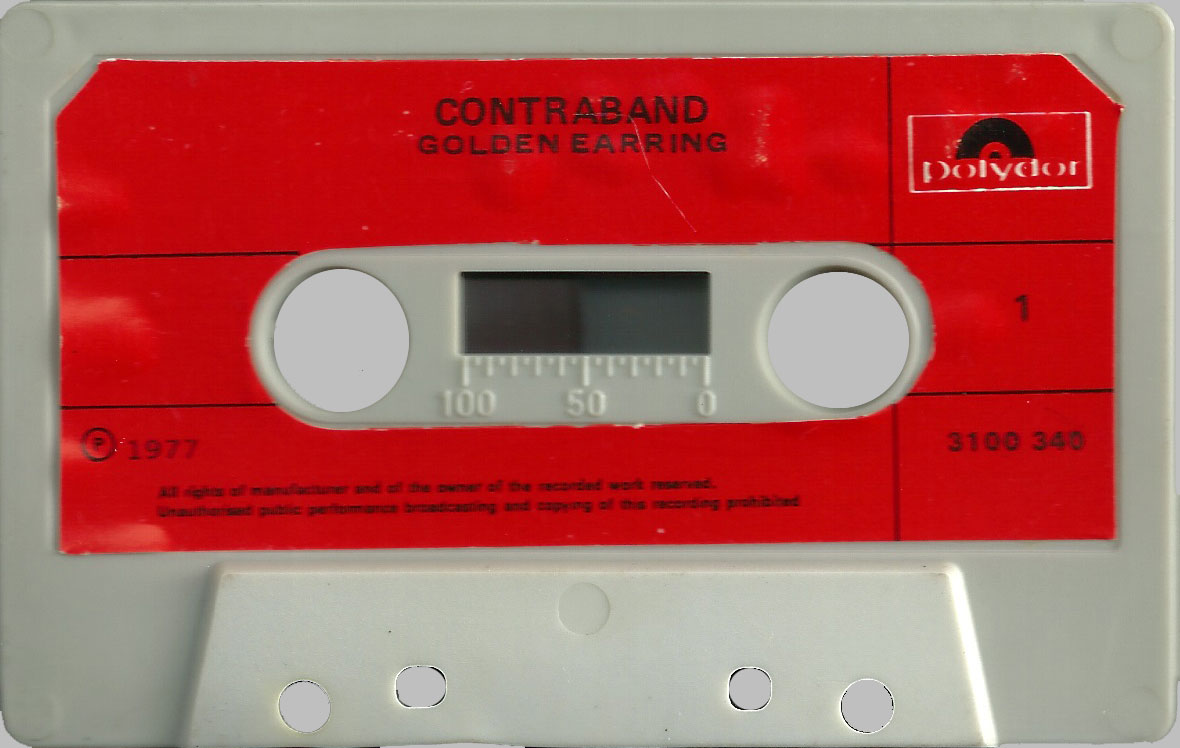 CONTRABAND
GOLDEN EARRING
polydor
1
100 50 0
℗ 1977
3100 340
All rights of manufacturer and of the owner of the recorded work reserved.
Unauthorised public performance broadcasting and copying of this recording prohibited